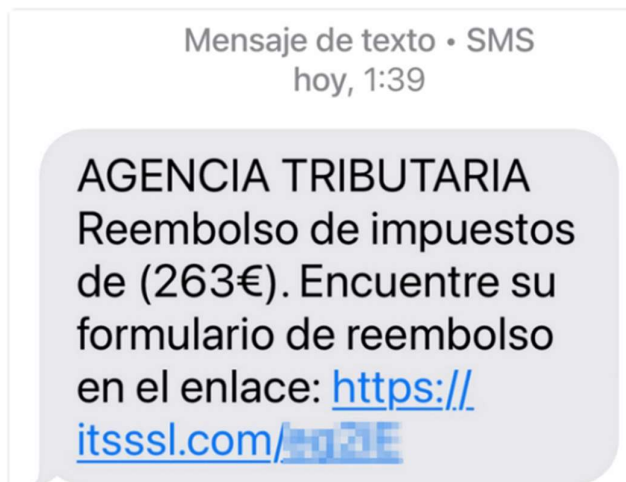 Mensaje de texto • SMS
hoy, 1:39
AGENCIA TRIBUTARIA
Reembolso de impuestos
de (263€). Encuentre su
formulario de reembolso
en el enlace: https://
itsssl.com/